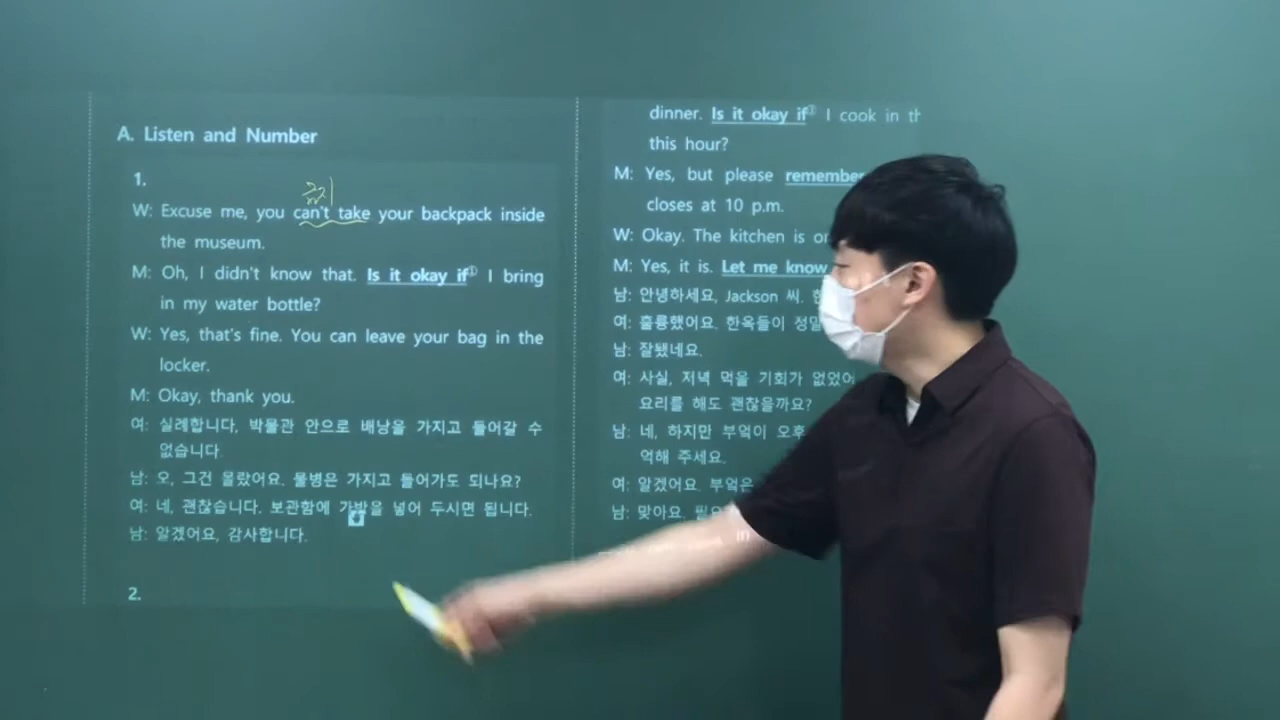 A. Listen and Number
1.
금지
W: Excuse me, you can't take your backpack inside
the museum.
M: Oh, I didn't know that. Is it okay if① I bring
in my water bottle?
W: Yes, that's fine. You can leave your bag in the
locker.
M: Okay, thank you.
여: 실례합니다, 박물관 안으로 배낭을 가지고 들어갈 수
없습니다.
남: 오, 그건 몰랐어요. 물병은 가지고 들어가도 되나요?
여: 네, 괜찮습니다. 보관함에 가방을 넣어 두시면 됩니다.
남: 알겠어요, 감사합니다.
2.
dinner. Is it okay if② I cook in
this hour?
M: Yes, but please remember
closes at 10 p.m.
W: Okay. The kitchen is
M: Yes, it is. Let me know
남: 안녕하세요, Jackson 씨.
여: 훌륭했어요. 한옥들이
남: 잘됐네요.
여: 사실, 저녁 먹을 기회가
요리를 해도 괜찮을까요?
남: 네, 하지만 부엌이
억해 주세요.
여: 알겠어요. 부엌은
남: 맞아요.
in